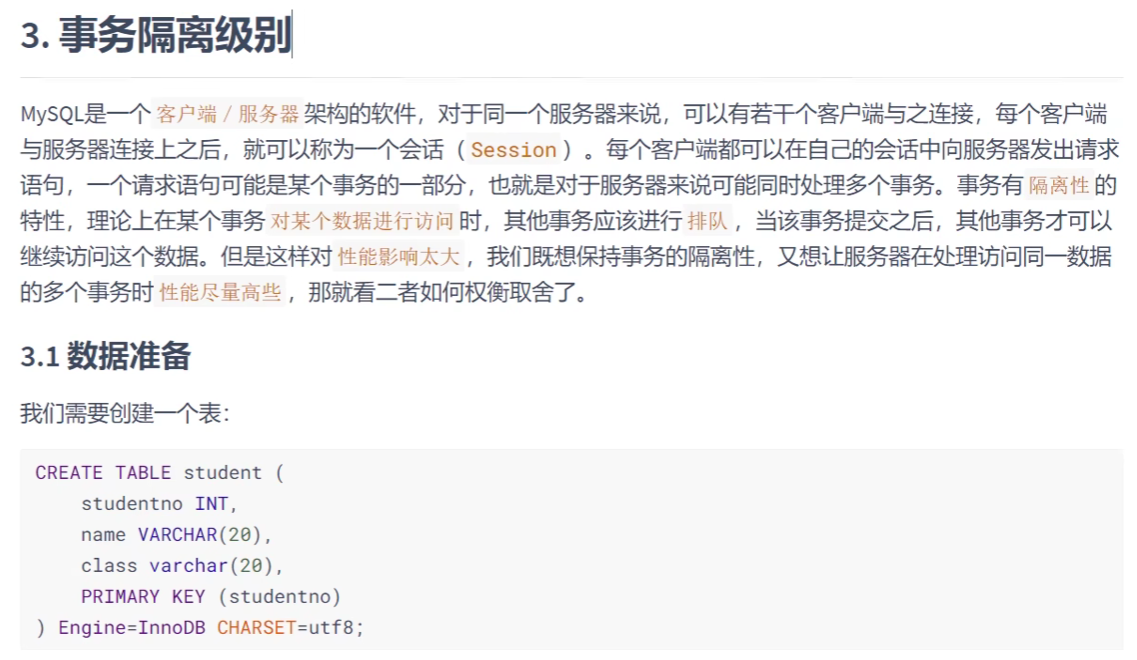 3. 事务隔离级别
MySQL是一个 客户端／服务器 架构的软件，对于同一个服务器来说，可以有若干个客户端与之连接，每个客户端
与服务器连接上之后，就可以称为一个会话（ Session ）。每个客户端都可以在自己的会话中向服务器发出请求
语句，一个请求语句可能是某个事务的一部分，也就是对于服务器来说可能同时处理多个事务。事务有 隔离性 的
特性，理论上在某个事务 对某个数据进行访问 时，其他事务应该进行 排队 ，当该事务提交之后，其他事务才可以
继续访问这个数据。但是这样对 性能影响太大 ，我们既想保持事务的隔离性，又想让服务器在处理访问同一数据
的多个事务时 性能尽量高些 ，那就看二者如何权衡取舍了。
3.1 数据准备
我们需要创建一个表：
CREATE TABLE student (
    studentno INT,
    name VARCHAR(20),
    class varchar(20),
    PRIMARY KEY (studentno)
) Engine=InnoDB CHARSET=utf8;